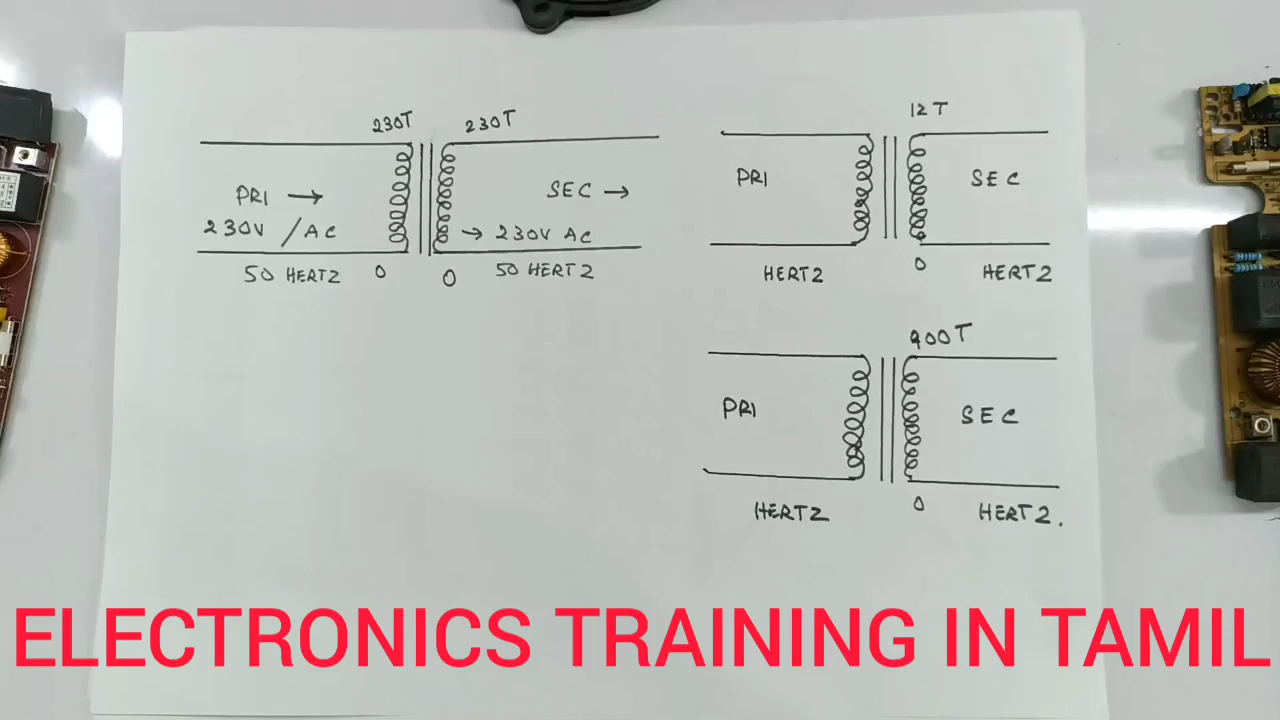 230T 230T
PRI → SEC →
230V / AC → 230V AC
50 HERTZ 0 0 50 HERTZ
12 T
PRI SEC
HERTZ 0 HERTZ
900T
PRI SEC
HERTZ 0 HERTZ.
ELECTRONICS TRAINING IN TAMIL